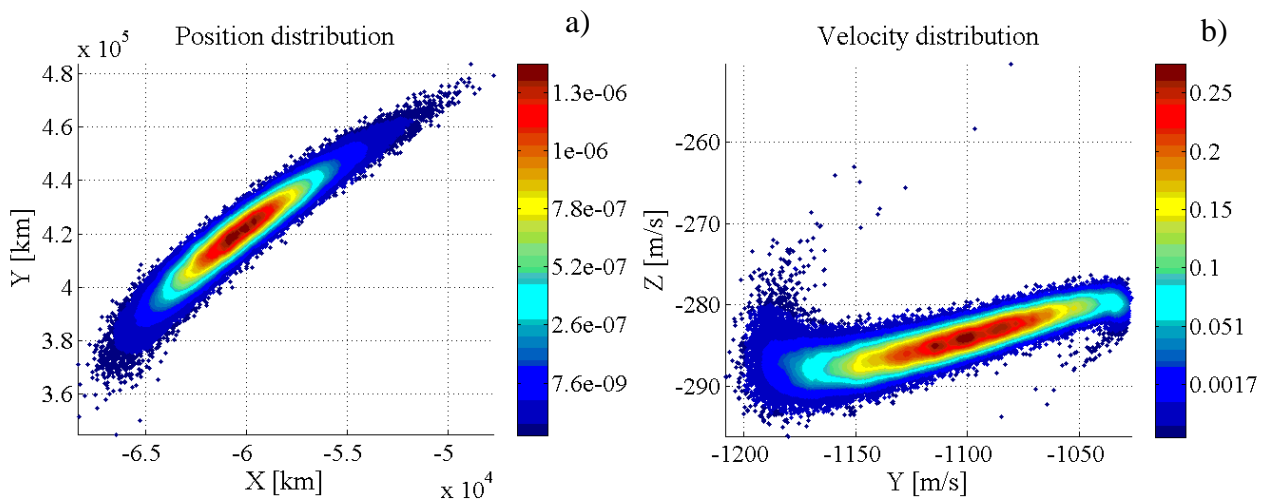 a)
Position distribution
x 10^5
4.8
4.6
4.4
4.2
4
3.8
3.6
Y [km]
-6.5
-6
-5.5
-5
x 10^4
X [km]
1.3e-06
1e-06
7.8e-07
5.2e-07
2.6e-07
7.6e-09
b)
Velocity distribution
-260
-270
-280
-290
Z [m/s]
-1200
-1150
-1100
-1050
Y [m/s]
0.25
0.2
0.15
0.1
0.051
0.0017